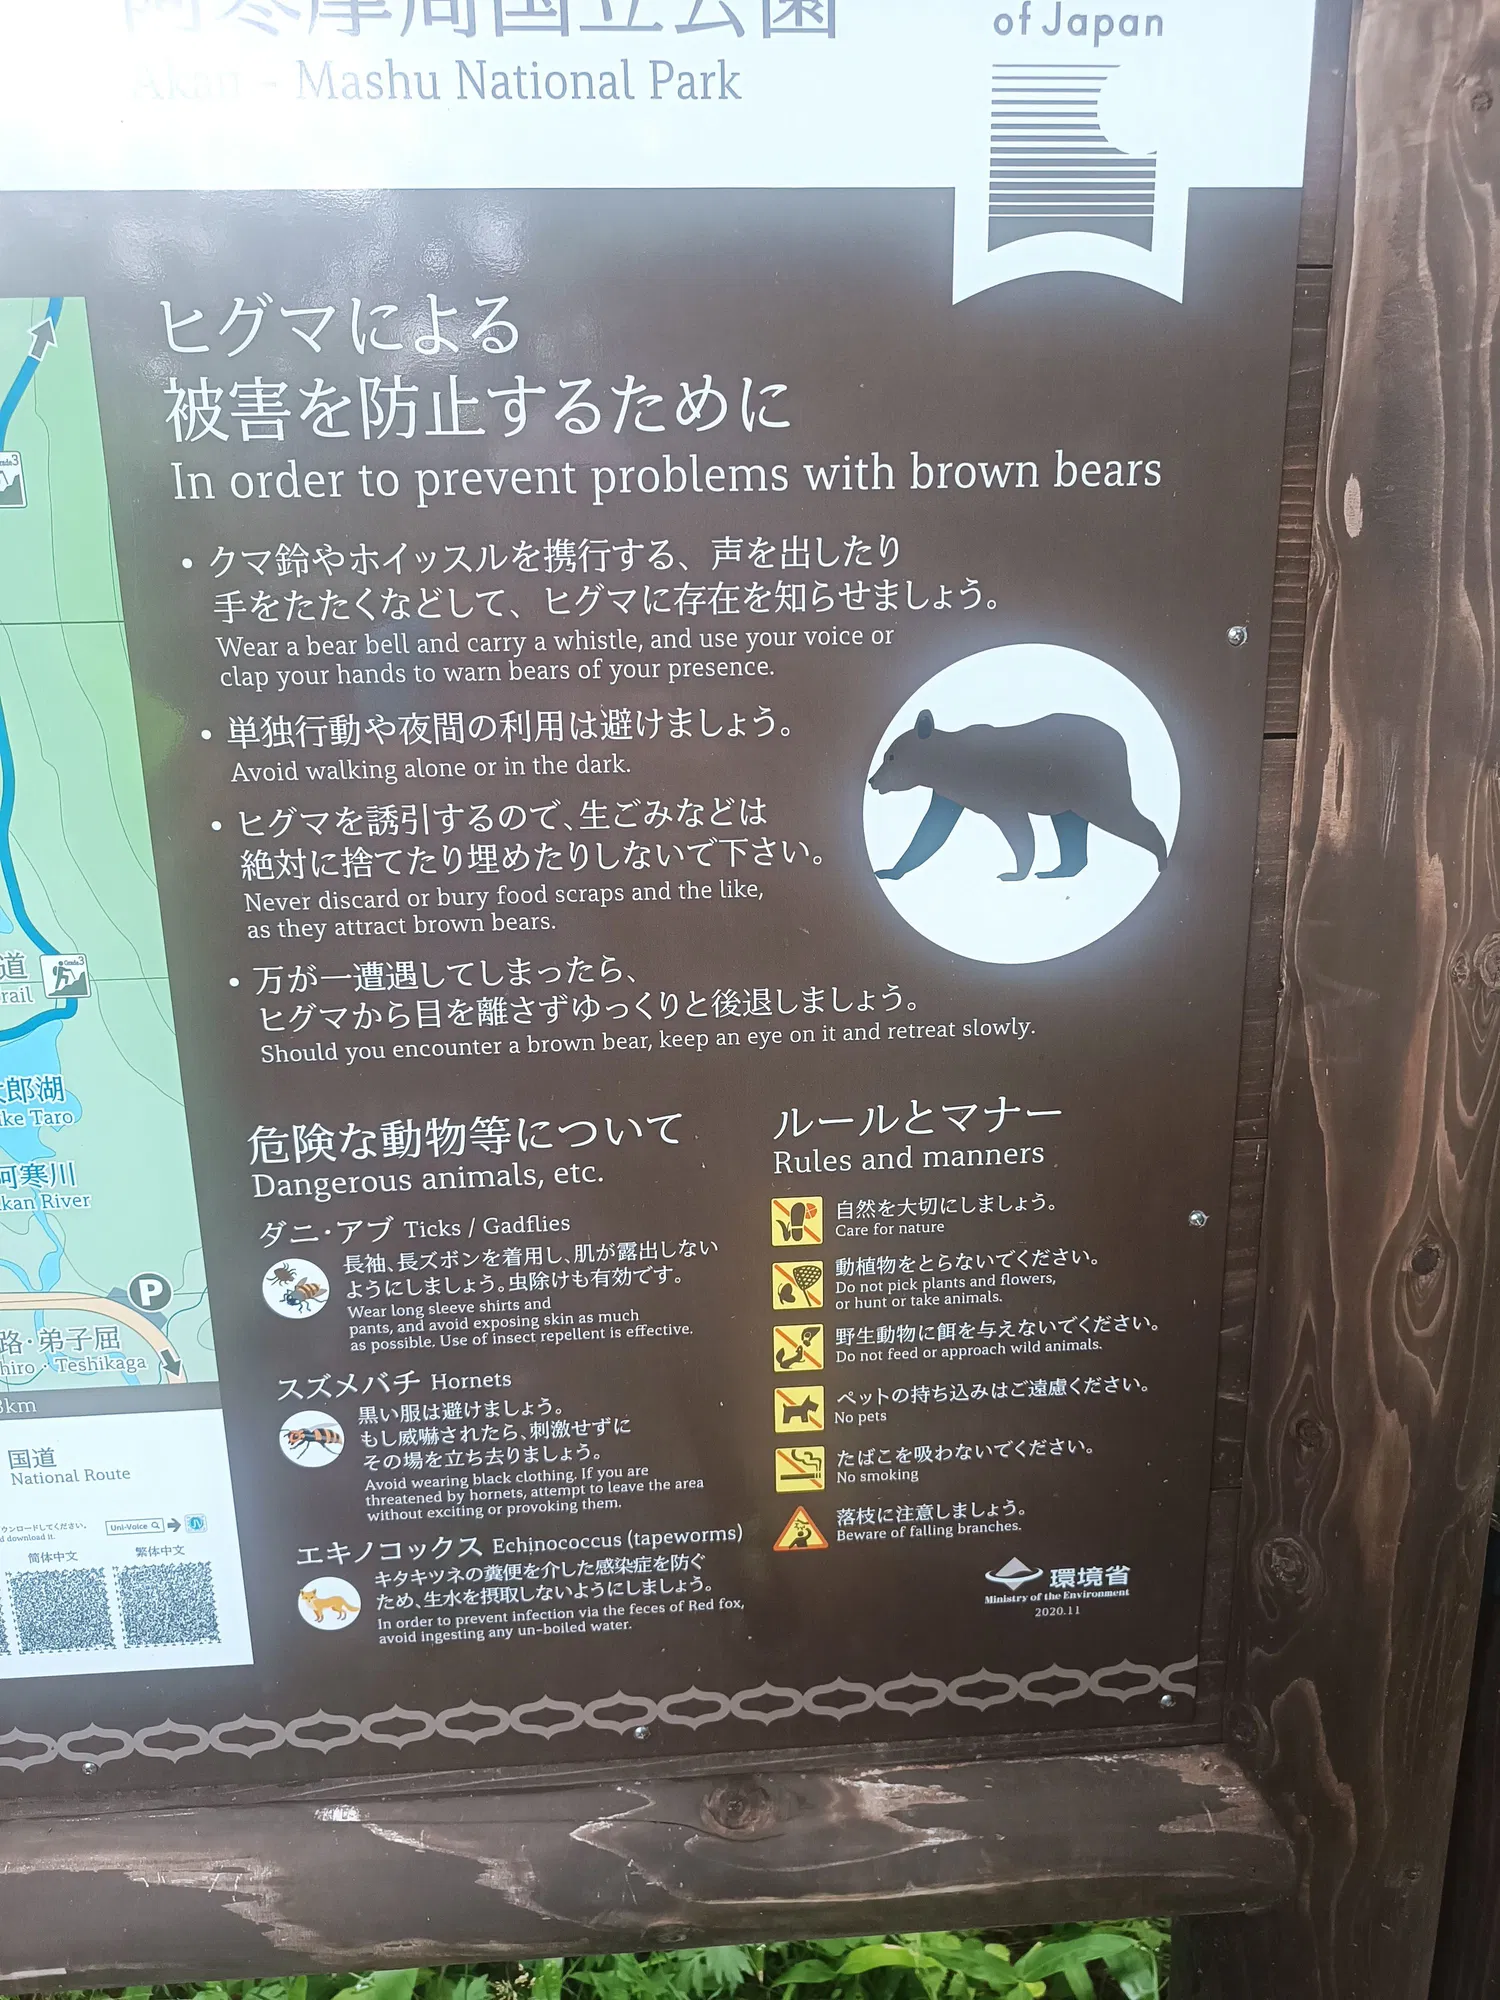 阿寒摩周国立公園
Akan - Mashu National Park
of Japan
ヒグマによる
被害を防止するために
In order to prevent problems with brown bears
• クマ鈴やホイッスルを携行する、声を出したり
手をたたくなどして、ヒグマに存在を知らせましょう。
Wear a bear bell and carry a whistle, and use your voice or
clap your hands to warn bears of your presence.
• 単独行動や夜間の利用は避けましょう。
Avoid walking alone or in the dark.
• ヒグマを誘引するので、生ごみなどは
絶対に捨てたり埋めたりしないで下さい。
Never discard or bury food scraps and the like,
as they attract brown bears.
• 万が一遭遇してしまったら、
ヒグマから目を離さずゆっくりと後退しましょう。
Should you encounter a brown bear, keep an eye on it and retreat slowly.
危険な動物等について
Dangerous animals, etc.
ダニ・アブ Ticks / Gadflies
長袖、長ズボンを着用し、肌が露出しない
ようにしましょう。虫除けも有効です。
Wear long sleeve shirts and
pants, and avoid exposing skin as much
as possible. Use of insect repellent is effective.
スズメバチ Hornets
黒い服は避けましょう。
もし威嚇されたら、刺激せずに
その場を立ち去りましょう。
Avoid wearing black clothing. If you are
threatened by hornets, attempt to leave the area
without exciting or provoking them.
エキノコックス Echinococcus (tapeworms)
キタキツネの糞便を介した感染症を防ぐ
ため、生水を摂取しないようにしましょう。
In order to prevent infection via the feces of Red fox,
avoid ingesting any un-boiled water.
ルールとマナー
Rules and manners
自然を大切にしましょう。
Care for nature
動植物をとらないでください。
Do not pick plants and flowers,
or hunt or take animals.
野生動物に餌を与えないでください。
Do not feed or approach wild animals.
ペットの持ち込みはご遠慮ください。
No pets
たばこを吸わないでください。
No smoking
落枝に注意しましょう。
Beware of falling branches.
環境省
Ministry of the Environment
2020.11
Grade3
道
rail
郎湖
ke Taro
阿寒川
kan River
P
路・弟子屈
hiro・Teshikaga
km
国道
National Route
ウンロードしてください。
d download it.
Uni-Voice
简体中文
繁体中文